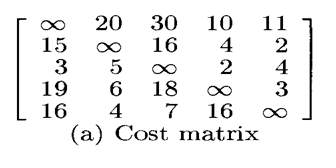 ∞ 20 30 10 11
15 ∞ 16 4 2
3 5 ∞ 2 4
19 6 18 ∞ 3
16 4 7 16 ∞
(a) Cost matrix